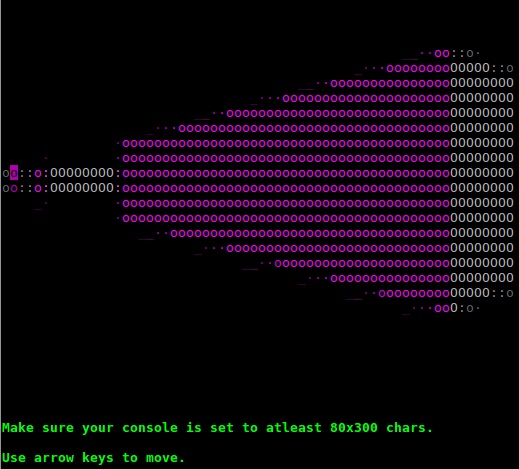 Make sure your console is set to atleast 80x300 chars.
Use arrow keys to move.